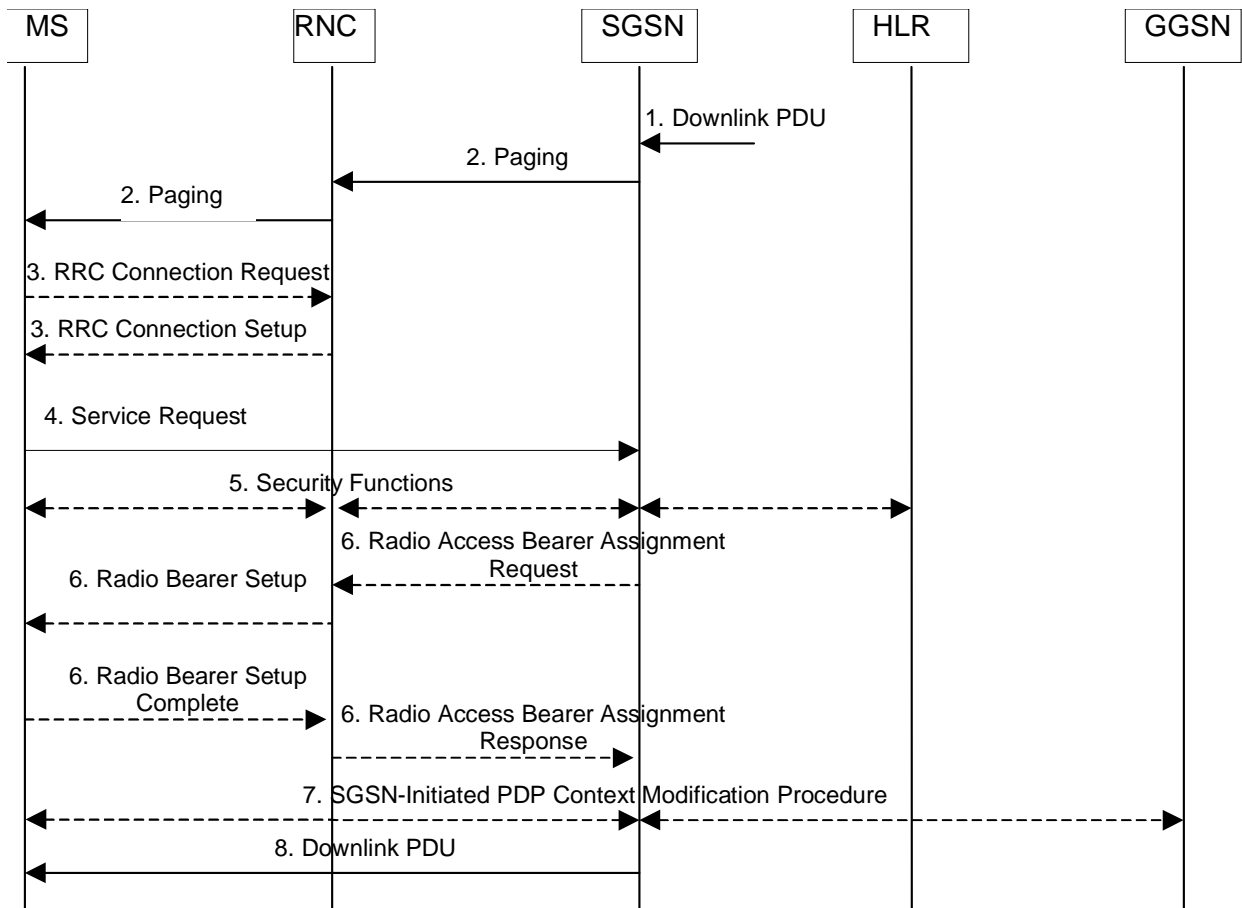 MS
RNC
SGSN
HLR
GGSN
1. Downlink PDU
2. Paging
2. Paging
3. RRC Connection Request
3. RRC Connection Setup
4. Service Request
5. Security Functions
6. Radio Access Bearer Assignment
Request
6. Radio Bearer Setup
6. Radio Bearer Setup
Complete
6. Radio Access Bearer Assignment
Response
7. SGSN-Initiated PDP Context Modification Procedure
8. Downlink PDU